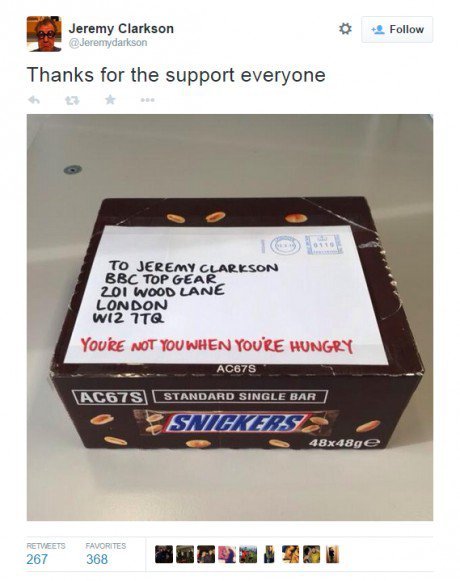 Jeremy Clarkson
@Jeremydarkson
Follow
Thanks for the support everyone
0110
TO JEREMY CLARKSON
BBC TOP GEAR
201 WOOD LANE
LONDON
W12 7TQ
YOU'RE NOT YOU WHEN YOU'RE HUNGRY
AC67S
AC67S STANDARD SINGLE BAR
SNICKERS
48x48g e
RETWEETS FAVORITES
267 368